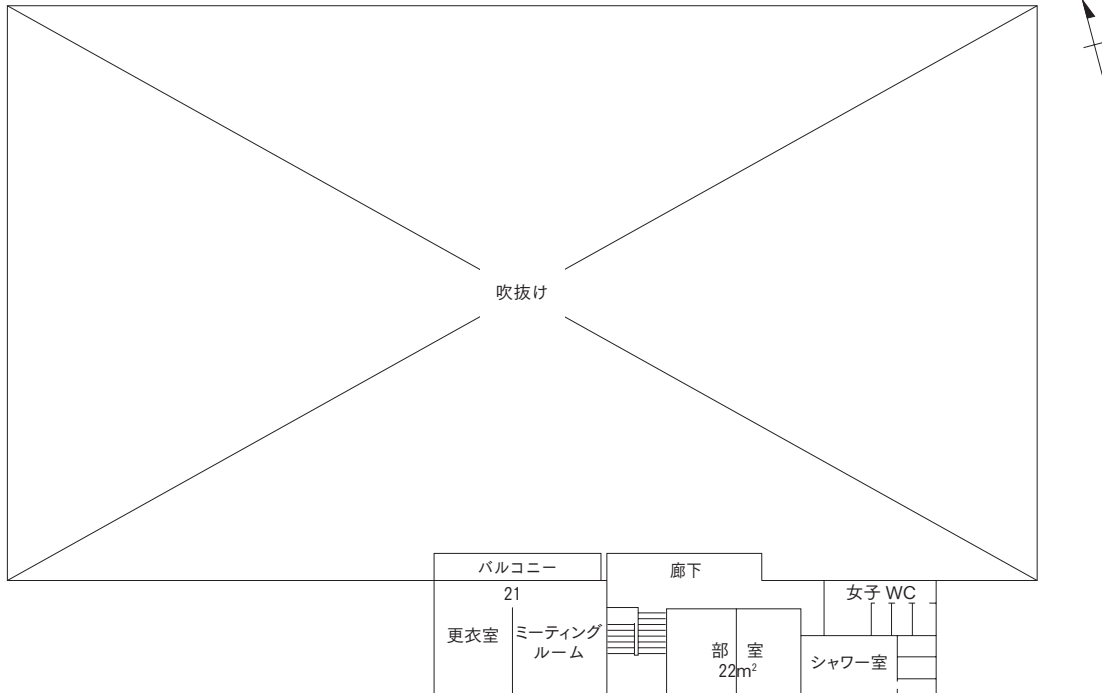 吹抜け
バルコニー
廊下
21
女子 WC
更衣室
ミーティング
ルーム
部 室
22m²
シャワー室